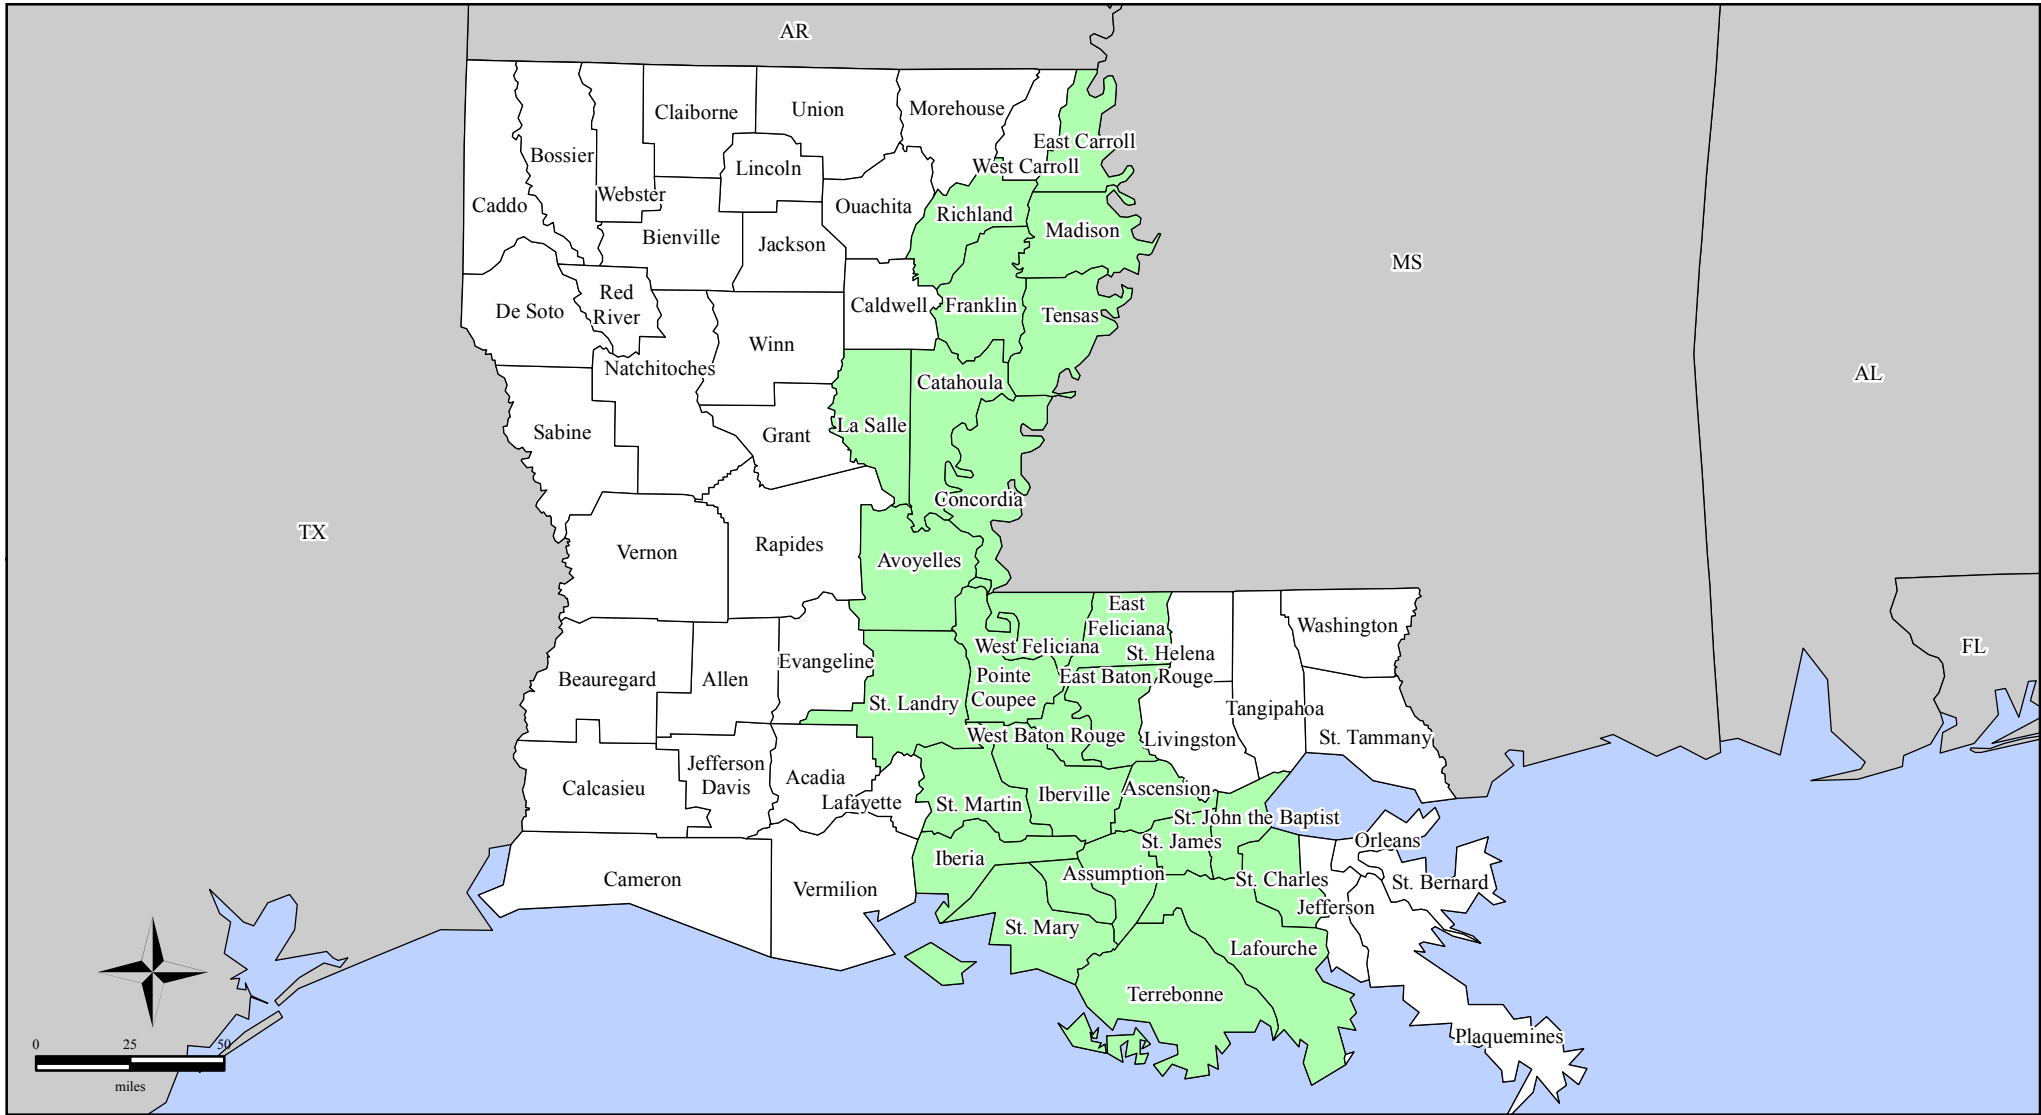 AR
Claiborne
Union
Morehouse
East Carroll
Bossier
Lincoln
West Carroll
Webster
Caddo
Ouachita
Richland
Madison
Bienville
Jackson
MS
Red
River
De Soto
Caldwell
Franklin
Tensas
Winn
Natchitoches
Catahoula
AL
Sabine
Grant
La Salle
Concordia
TX
Vernon
Rapides
Avoyelles
East
Feliciana
Washington
West Feliciana
St. Helena
FL
Evangeline
Beauregard
Allen
Pointe
Coupee
East Baton Rouge
St. Landry
Tangipahoa
West Baton Rouge
Livingston
St. Tammany
Jefferson
Davis
Acadia
Calcasieu
Lafayette
St. Martin
Iberville
Ascension
St. John the Baptist
St. James
Orleans
Iberia
Assumption
St. Charles
St. Bernard
Cameron
Vermilion
Jefferson
St. Mary
Lafourche
Terrebonne
Plaquemines
0 25 50
miles